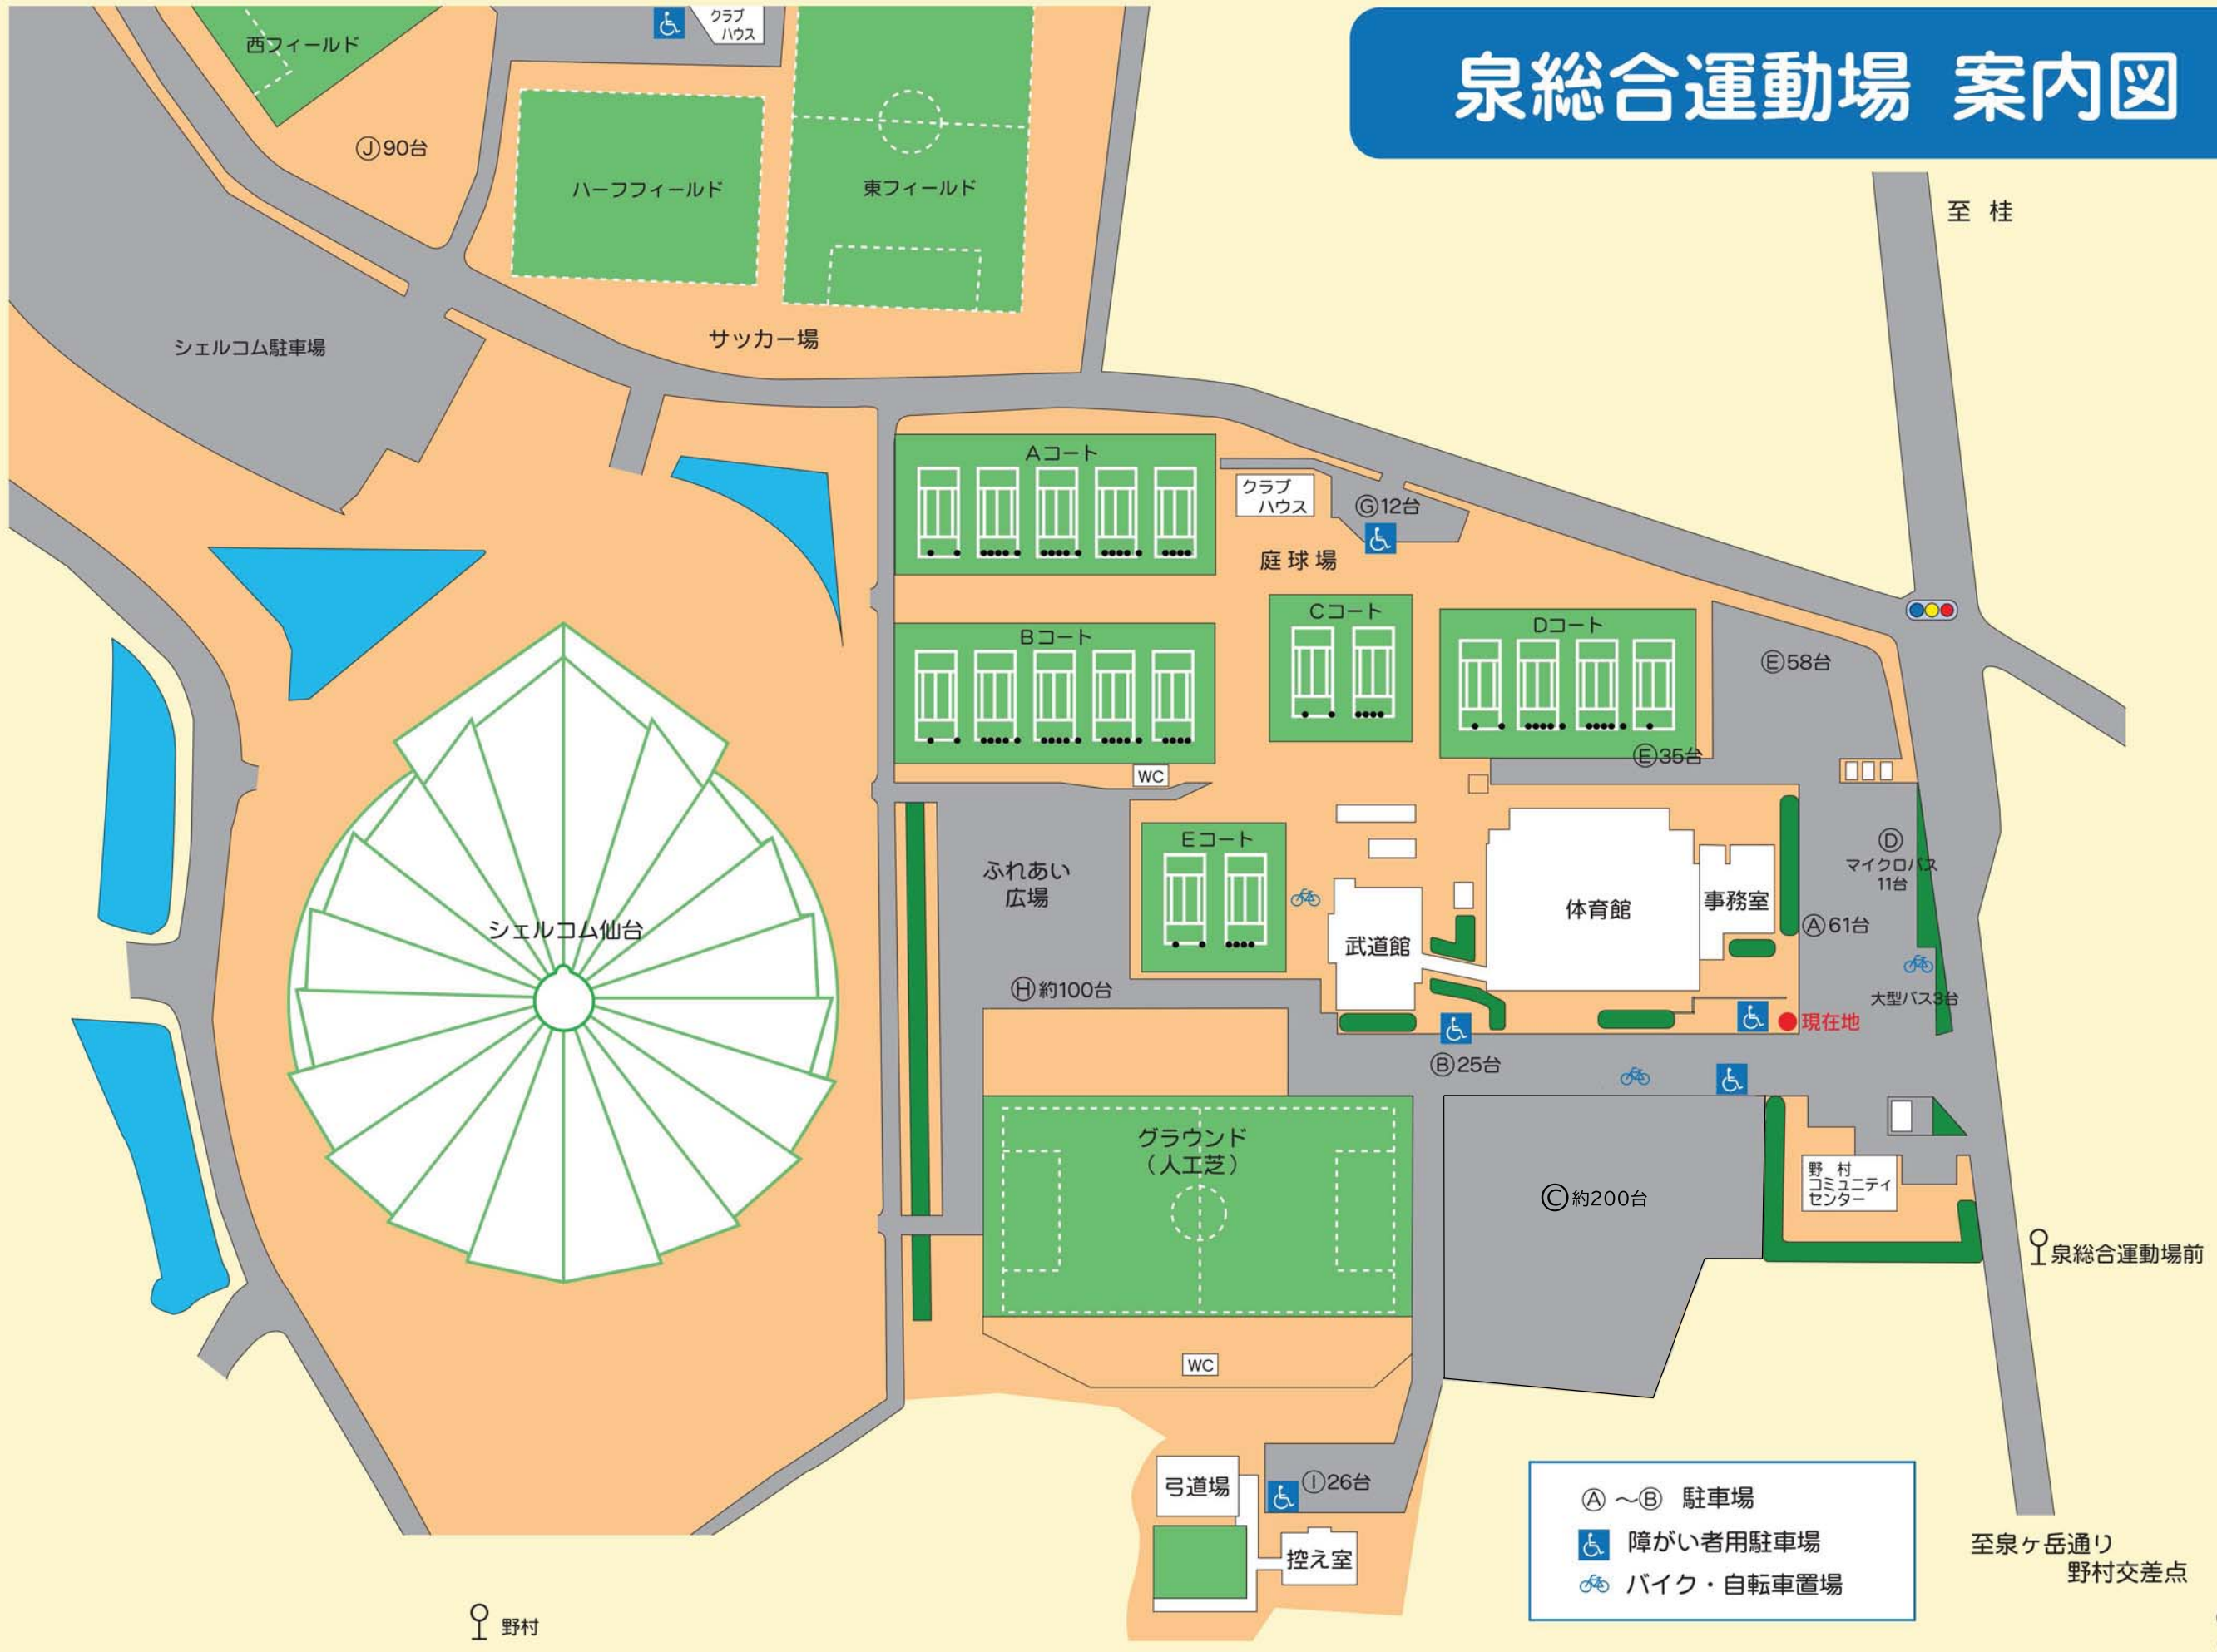 泉総合運動場 案内図
クラブ
ハウス
西フィールド
Ⓙ90台
ハーフフィールド
東フィールド
至 桂
サッカー場
シェルコム駐車場
Aコート
クラブ
ハウス
Ⓖ12台
庭球場
Bコート
Cコート
Dコート
Ⓔ58台
Ⓔ35台
WC
Eコート
ふれあい
広場
Ⓓ
マイクロバス
11台
体育館
事務室
Ⓐ61台
シェルコム仙台
武道館
Ⓗ約100台
大型バス3台
現在地
Ⓑ25台
グラウンド
（人工芝）
Ⓒ約200台
野 村
コミュニティ
センター
泉総合運動場前
WC
弓道場
Ⓘ26台
控え室
Ⓐ～Ⓑ 駐車場
障がい者用駐車場
バイク・自転車置場
至泉ヶ岳通り
野村交差点
野村